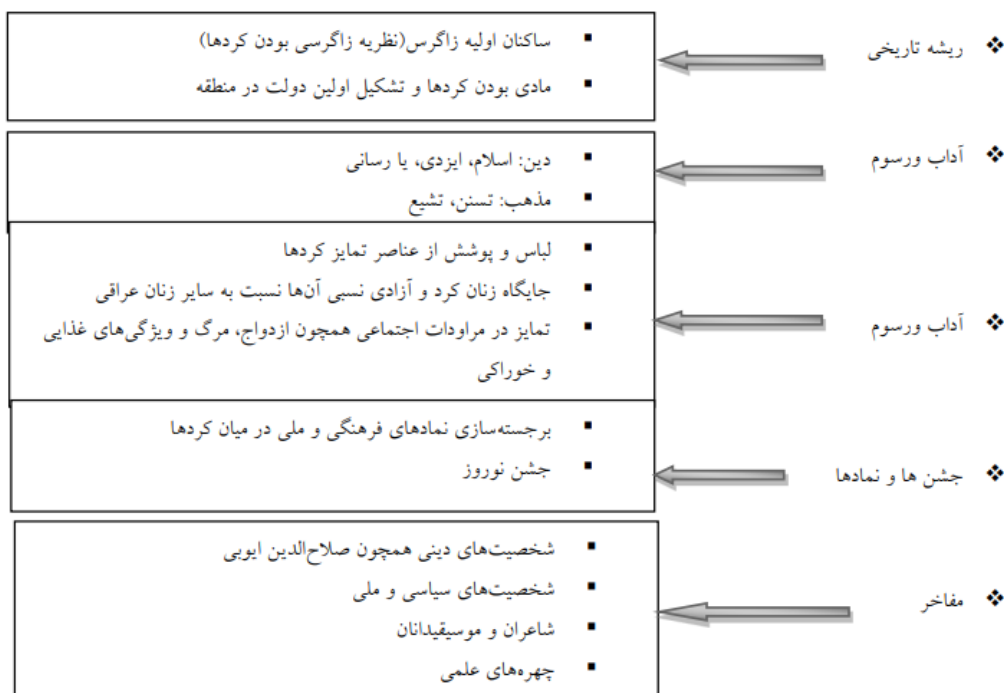 ❖ ریشه تاریخی
▪ ساکنان اولیه زاگرس(نظریه زاگرسی بودن کردها)
▪ مادی بودن کردها و تشکیل اولین دولت در منطقه
❖ آداب ورسوم
▪ دین: اسلام، ایزدی، یا رسانی
▪ مذهب: تسنن، تشیع
❖ آداب ورسوم
▪ لباس و پوشش از عناصر تمایز کردها
▪ جایگاه زنان کرد و آزادی نسبی آن‌ها نسبت به سایر زنان عراقی
▪ تمایز در مراودات اجتماعی همچون ازدواج، مرگ و ویژگی‌های غذایی
و خوراکی
❖ جشن ها و نمادها
▪ برجسته‌سازی نمادهای فرهنگی و ملی در میان کردها
▪ جشن نوروز
❖ مفاخر
▪ شخصیت‌های دینی همچون صلاح‌الدین ایوبی
▪ شخصیت‌های سیاسی و ملی
▪ شاعران و موسیقیدانان
▪ چهره‌های علمی